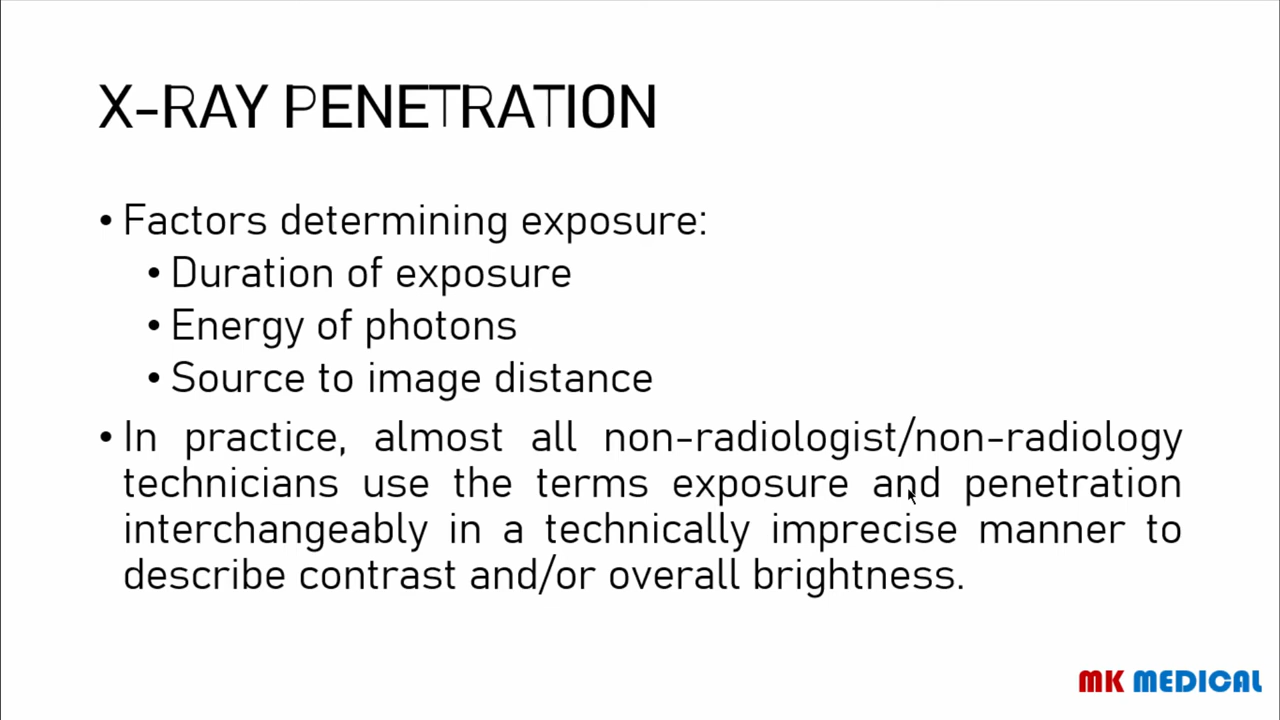 X-RAY PENETRATION
• Factors determining exposure:
• Duration of exposure
• Energy of photons
• Source to image distance
• In practice, almost all non-radiologist/non-radiology
technicians use the terms exposure and penetration
interchangeably in a technically imprecise manner to
describe contrast and/or overall brightness.
MK MEDICAL